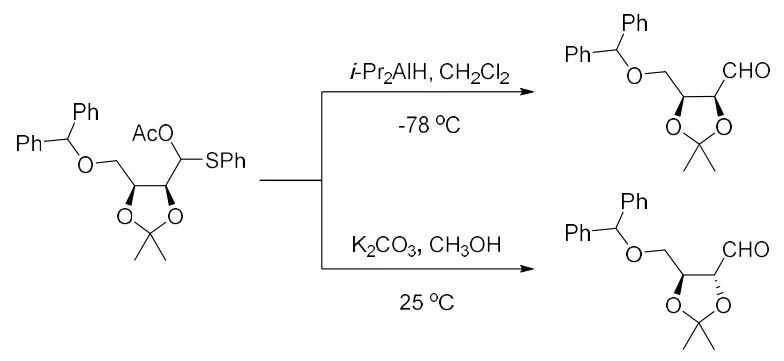 Ph
Ph
O
AcO
SPh
O
O
i-Pr₂AlH, CH₂Cl₂
-78 ºC
Ph
Ph
O
CHO
O
O
K₂CO₃, CH₃OH
25 ºC
Ph
Ph
O
CHO
O
O